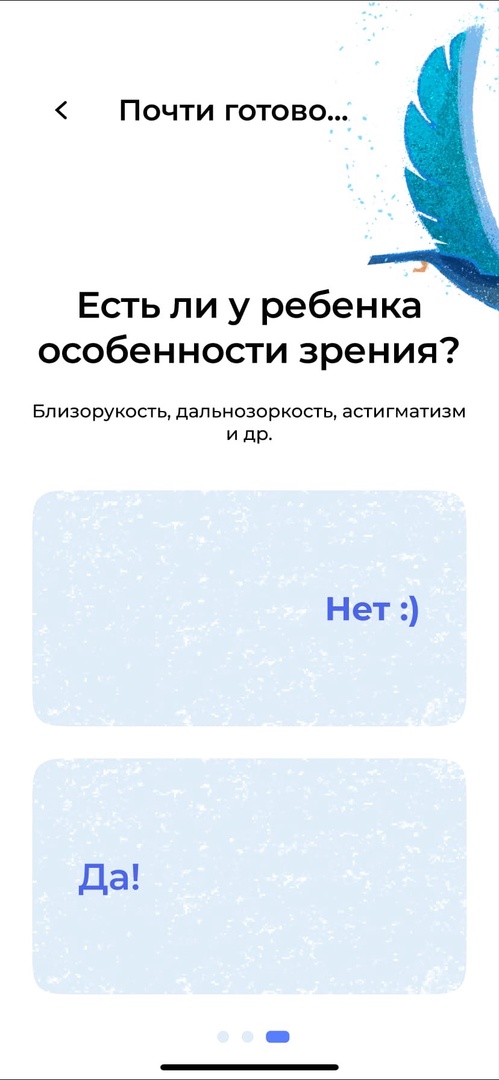 Почти готово...
Есть ли у ребенка
особенности зрения?
Близорукость, дальнозоркость, астигматизм
и др.
Нет :)
Да!